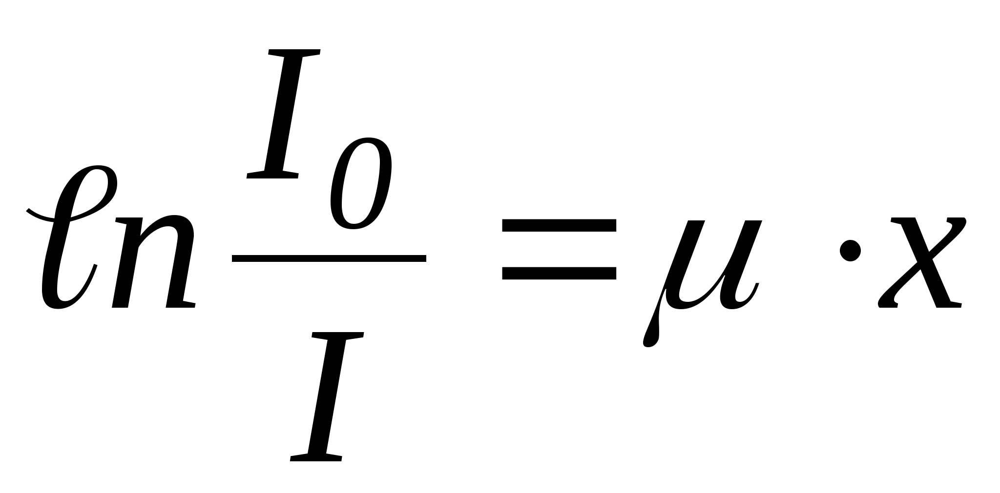 ℓn I₀/I = μ · x